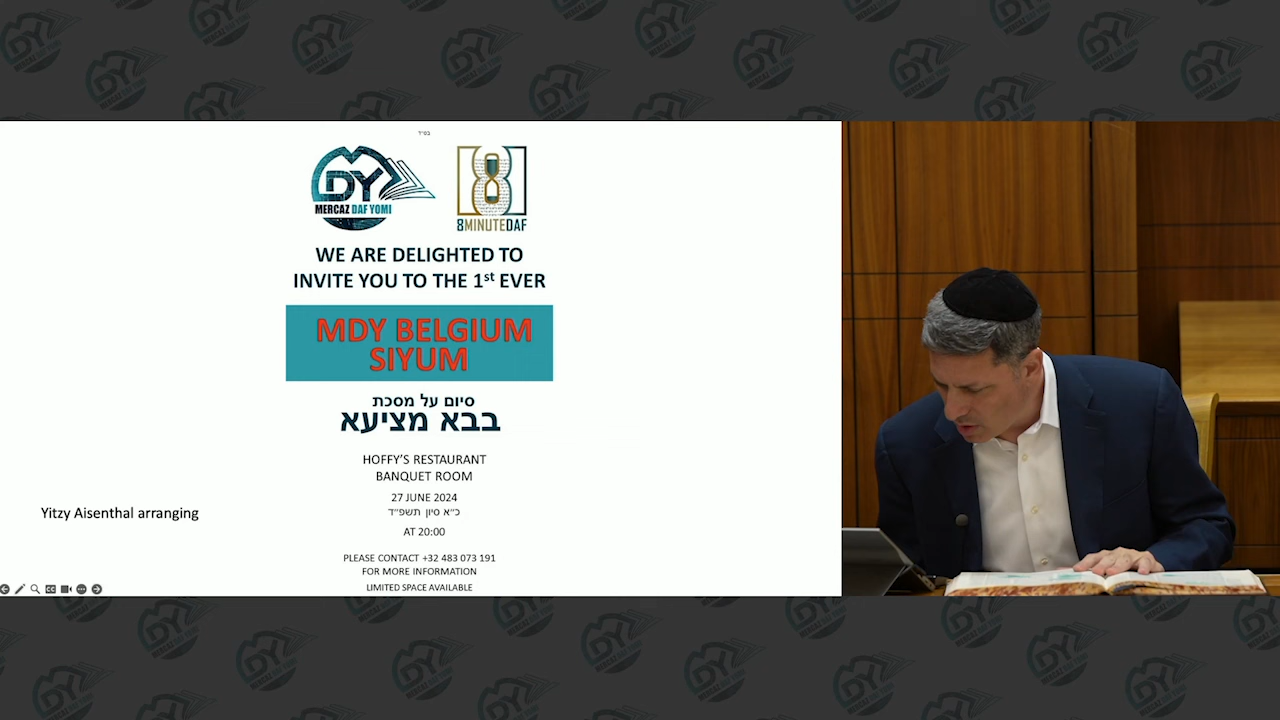 בס״ד
DY
MERCAZ DAF YOMI
8
8MINUTEDAF
WE ARE DELIGHTED TO
INVITE YOU TO THE 1st EVER
MDY BELGIUM
SIYUM
סיום על מסכת
בבא מציעא
HOFFY'S RESTAURANT
BANQUET ROOM
27 JUNE 2024
כ״א סיון תשפ״ד
AT 20:00
Yitzy Aisenthal arranging
PLEASE CONTACT +32 483 073 191
FOR MORE INFORMATION
LIMITED SPACE AVAILABLE